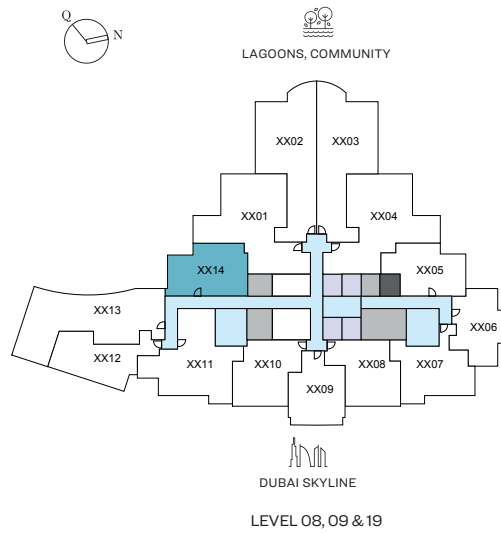 Q
N
LAGOONS, COMMUNITY
XX02
XX03
XX01
XX04
XX14
XX05
XX13
XX06
XX12
XX11
XX10
XX08
XX07
XX09
DUBAI SKYLINE
LEVEL 08, 09 & 19